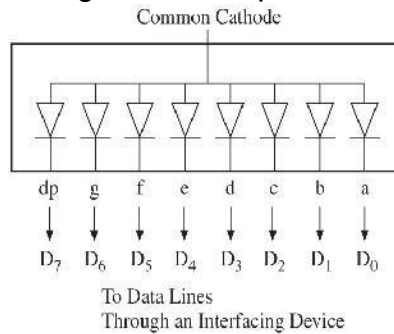 Common Cathode
dp g f e d c b a
D₇ D₆ D₅ D₄ D₃ D₂ D₁ D₀
To Data Lines
Through an Interfacing Device